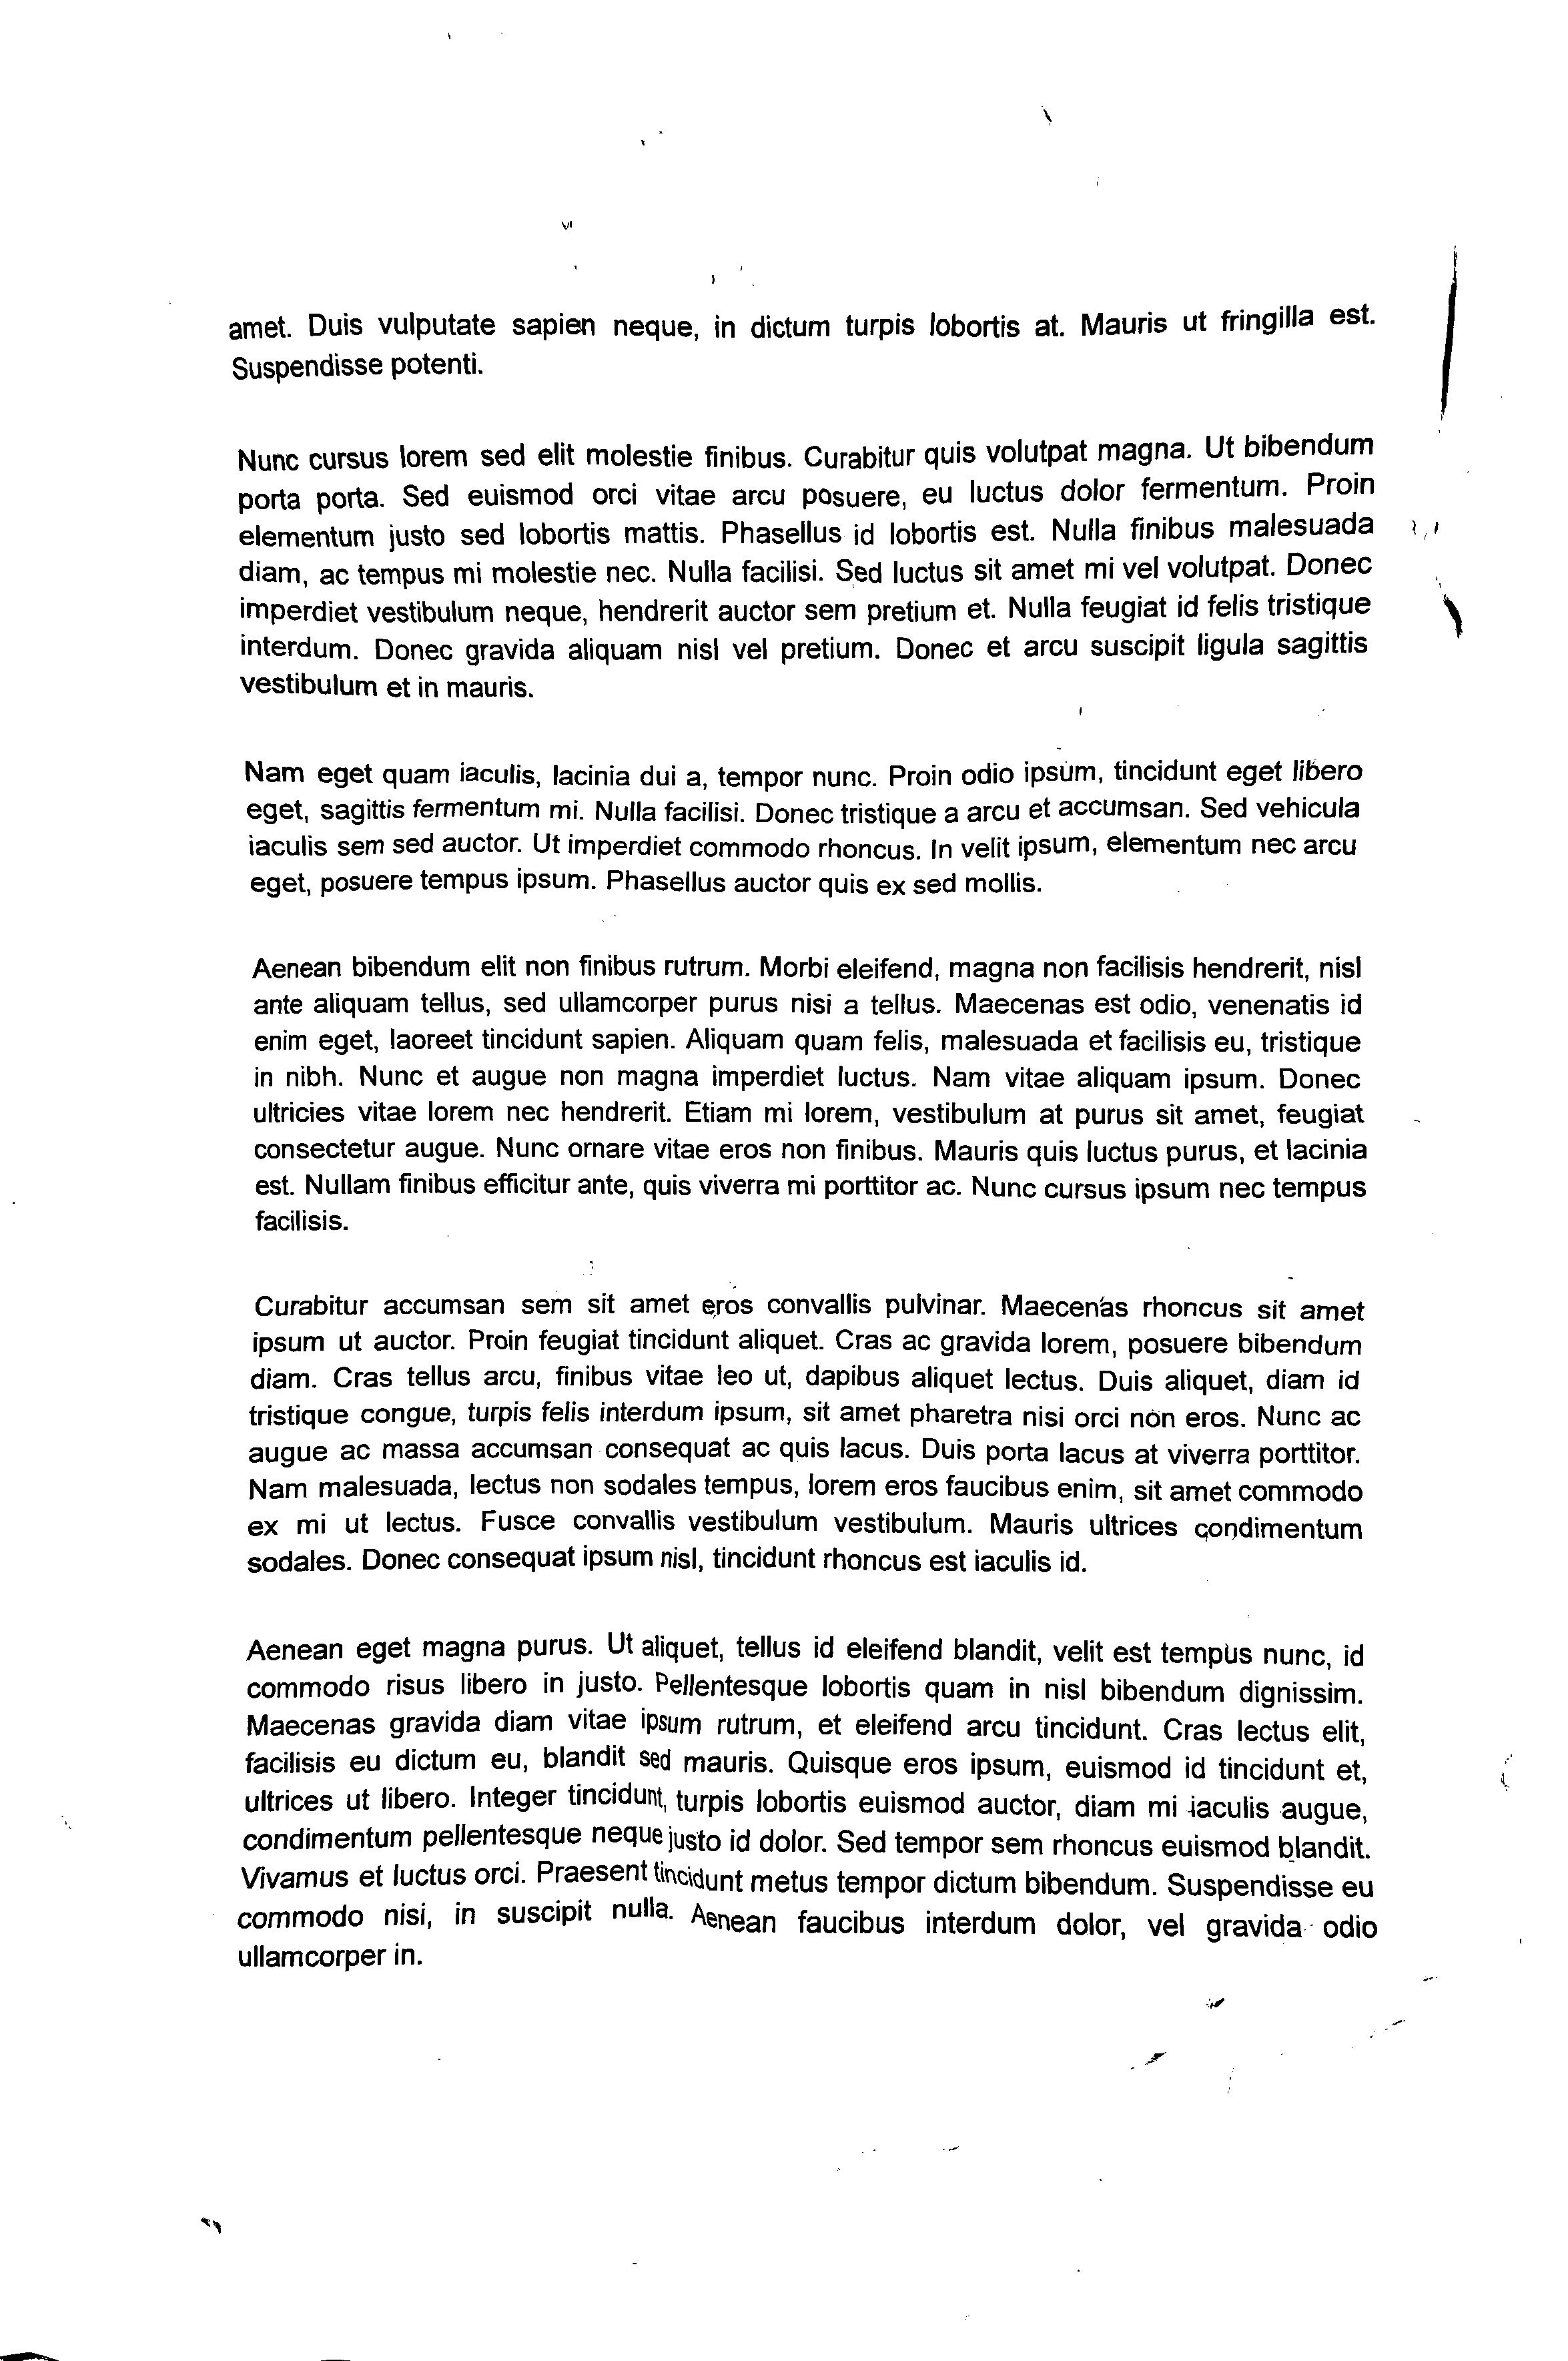 amet. Duis vulputate sapien neque, in dictum turpis lobortis at. Mauris ut fringilla est.
Suspendisse potenti.
Nunc cursus lorem sed elit molestie finibus. Curabitur quis volutpat magna. Ut bibendum
porta porta. Sed euismod orci vitae arcu posuere, eu luctus dolor fermentum. Proin
elementum justo sed lobortis mattis. Phasellus id lobortis est. Nulla finibus malesuada
diam, ac tempus mi molestie nec. Nulla facilisi. Sed luctus sit amet mi vel volutpat. Donec
imperdiet vestibulum neque, hendrerit auctor sem pretium et. Nulla feugiat id felis tristique
interdum. Donec gravida aliquam nisl vel pretium. Donec et arcu suscipit ligula sagittis
vestibulum et in mauris.
Nam eget quam iaculis, lacinia dui a, tempor nunc. Proin odio ipsum, tincidunt eget libero
eget, sagittis fermentum mi. Nulla facilisi. Donec tristique a arcu et accumsan. Sed vehicula
iaculis sem sed auctor. Ut imperdiet commodo rhoncus. In velit ipsum, elementum nec arcu
eget, posuere tempus ipsum. Phasellus auctor quis ex sed mollis.
Aenean bibendum elit non finibus rutrum. Morbi eleifend, magna non facilisis hendrerit, nisl
ante aliquam tellus, sed ullamcorper purus nisi a tellus. Maecenas est odio, venenatis id
enim eget, laoreet tincidunt sapien. Aliquam quam felis, malesuada et facilisis eu, tristique
in nibh. Nunc et augue non magna imperdiet luctus. Nam vitae aliquam ipsum. Donec
ultricies vitae lorem nec hendrerit. Etiam mi lorem, vestibulum at purus sit amet, feugiat
consectetur augue. Nunc ornare vitae eros non finibus. Mauris quis luctus purus, et lacinia
est. Nullam finibus efficitur ante, quis viverra mi porttitor ac. Nunc cursus ipsum nec tempus
facilisis.
Curabitur accumsan sem sit amet eros convallis pulvinar. Maecenas rhoncus sit amet
ipsum ut auctor. Proin feugiat tincidunt aliquet. Cras ac gravida lorem, posuere bibendum
diam. Cras tellus arcu, finibus vitae leo ut, dapibus aliquet lectus. Duis aliquet, diam id
tristique congue, turpis felis interdum ipsum, sit amet pharetra nisi orci non eros. Nunc ac
augue ac massa accumsan consequat ac quis lacus. Duis porta lacus at viverra porttitor.
Nam malesuada, lectus non sodales tempus, lorem eros faucibus enim, sit amet commodo
ex mi ut lectus. Fusce convallis vestibulum vestibulum. Mauris ultrices condimentum
sodales. Donec consequat ipsum nisl, tincidunt rhoncus est iaculis id.
Aenean eget magna purus. Ut aliquet, tellus id eleifend blandit, velit est tempus nunc, id
commodo risus libero in justo. Pellentesque lobortis quam in nisl bibendum dignissim.
Maecenas gravida diam vitae ipsum rutrum, et eleifend arcu tincidunt. Cras lectus elit,
facilisis eu dictum eu, blandit sed mauris. Quisque eros ipsum, euismod id tincidunt et,
ultrices ut libero. Integer tincidunt, turpis lobortis euismod auctor, diam mi iaculis augue,
condimentum pellentesque neque justo id dolor. Sed tempor sem rhoncus euismod blandit.
Vivamus et luctus orci. Praesent tincidunt metus tempor dictum bibendum. Suspendisse eu
commodo nisi, in suscipit nulla. Aenean faucibus interdum dolor, vel gravida odio
ullamcorper in.